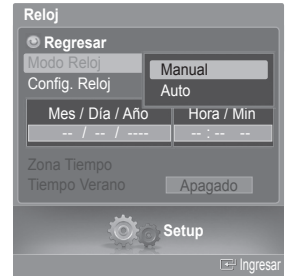 Reloj
Regresar
Modo Reloj
Manual
Config. Reloj
Auto
Mes / Día / Año Hora / Min
-- / -- / ---- -- : -- --
Zona Tiempo
Tiempo Verano Apagado
Setup
Ingresar